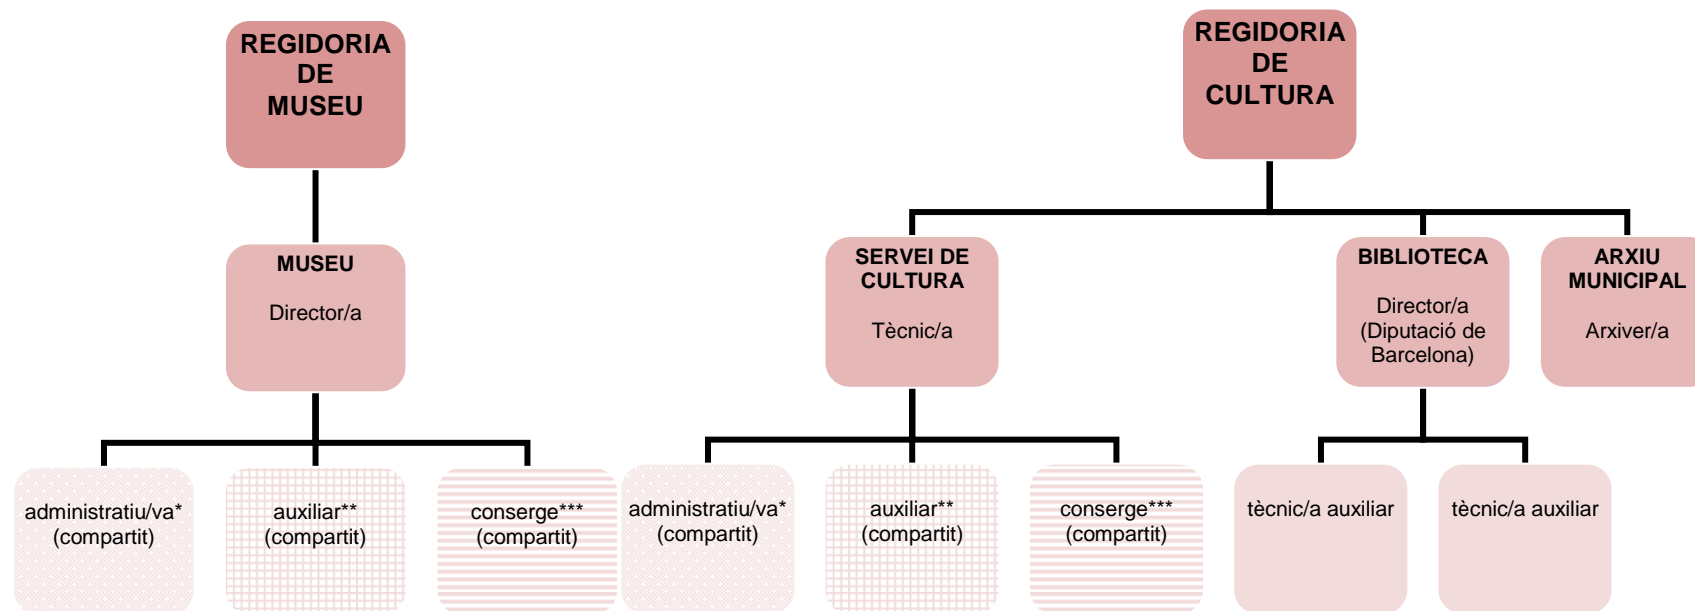 REGIDORIA
DE
MUSEU
REGIDORIA
DE
CULTURA
MUSEU
Director/a
SERVEI DE
CULTURA
Tècnic/a
BIBLIOTECA
Director/a
(Diputació de
Barcelona)
ARXIU
MUNICIPAL
Arxiver/a
administratiu/va*
(compartit)
auxiliar**
(compartit)
conserge***
(compartit)
administratiu/va*
(compartit)
auxiliar**
(compartit)
conserge***
(compartit)
tècnic/a auxiliar
tècnic/a auxiliar